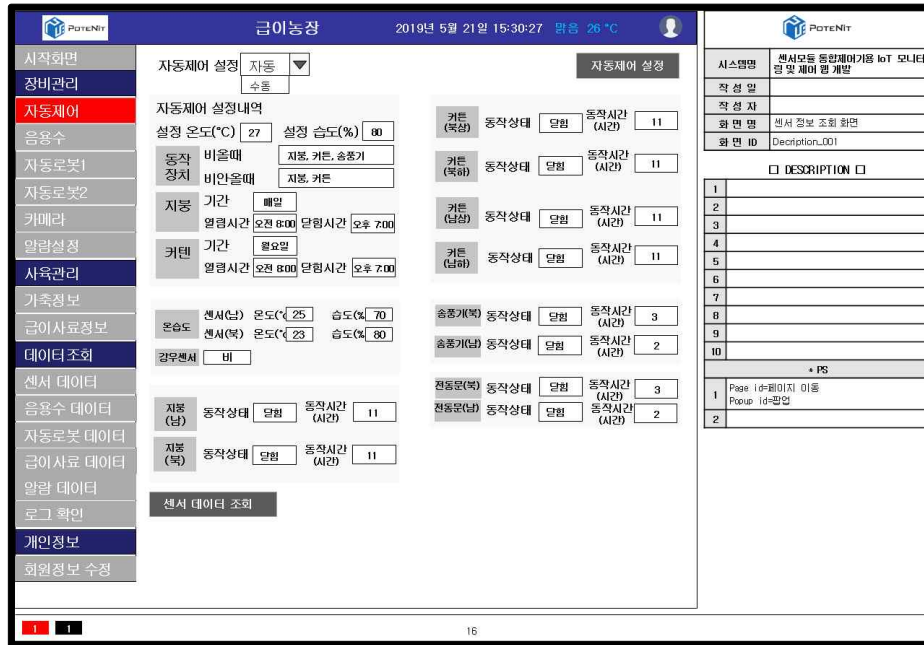 POTENIT
급이농장
2019년 5월 21일 15:30:27 맑음 26 °C
시작화면
장비관리
자동제어
음용수
자동로봇1
자동로봇2
카메라
알람설정
사육관리
가축정보
급이사료정보
데이터조회
센서 데이터
음용수 데이터
자동로봇 데이터
급이사료 데이터
알람 데이터
로그 확인
개인정보
회원정보 수정
자동제어 설정 자동
수동
자동제어 설정
자동제어 설정내역
설정 온도(°C) 27 설정 습도(%) 80
동작 장치
비올때 지붕, 커튼, 송풍기
비안올때 지붕, 커튼
지붕
기간 매일
열림시간 오전 8:00 닫힘시간 오후 7:00
커텐
기간 월요일
열림시간 오전 8:00 닫힘시간 오후 7:00
온습도
센서(남) 온도(°c 25 습도(% 70
센서(북) 온도(°c 23 습도(% 80
강우센서 비
지붕 (남) 동작상태 닫힘 동작시간 (시간) 11
지붕 (북) 동작상태 닫힘 동작시간 (시간) 11
센서 데이터 조회
커튼 (북상) 동작상태 닫힘 동작시간 (시간) 11
커튼 (북하) 동작상태 닫힘 동작시간 (시간) 11
커튼 (남상) 동작상태 닫힘 동작시간 (시간) 11
커튼 (남하) 동작상태 닫힘 동작시간 (시간) 11
송풍기(북) 동작상태 닫힘 동작시간 (시간) 3
송풍기(남) 동작상태 닫힘 동작시간 (시간) 2
전동문(북) 동작상태 닫힘 동작시간 (시간) 3
전동문(남) 동작상태 닫힘 동작시간 (시간) 2
POTENIT
시스템명 센서모듈 통합제어기용 IoT 모니터
링 및 제어 웹 개발
작 성 일
작 성 자
화 면 명 센서 정보 조회 화면
화 면 ID Decription_001
□ DESCRIPTION □
1
2
3
4
5
6
7
8
9
10
* PS
1 Page id=페이지 이동
Popup id=팝업
2
1 1
16